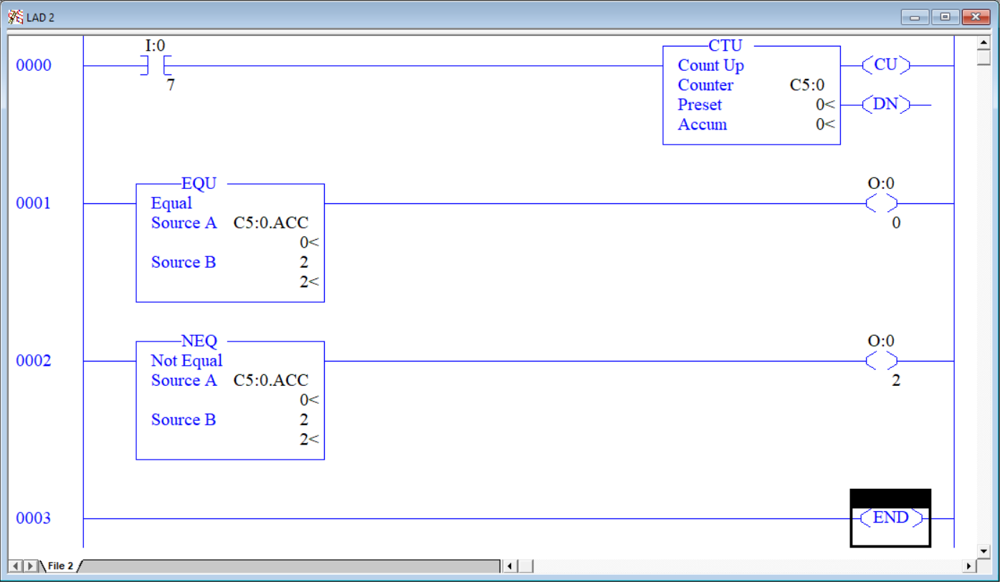 LAD 2
I:0
0000
7
CTU
Count Up
Counter C5:0
Preset 0<
Accum 0<
CU
DN
0001
EQU
Equal
Source A C5:0.ACC
0<
Source B 2
2<
O:0
0
0002
NEQ
Not Equal
Source A C5:0.ACC
0<
Source B 2
2<
O:0
2
0003
END
File 2